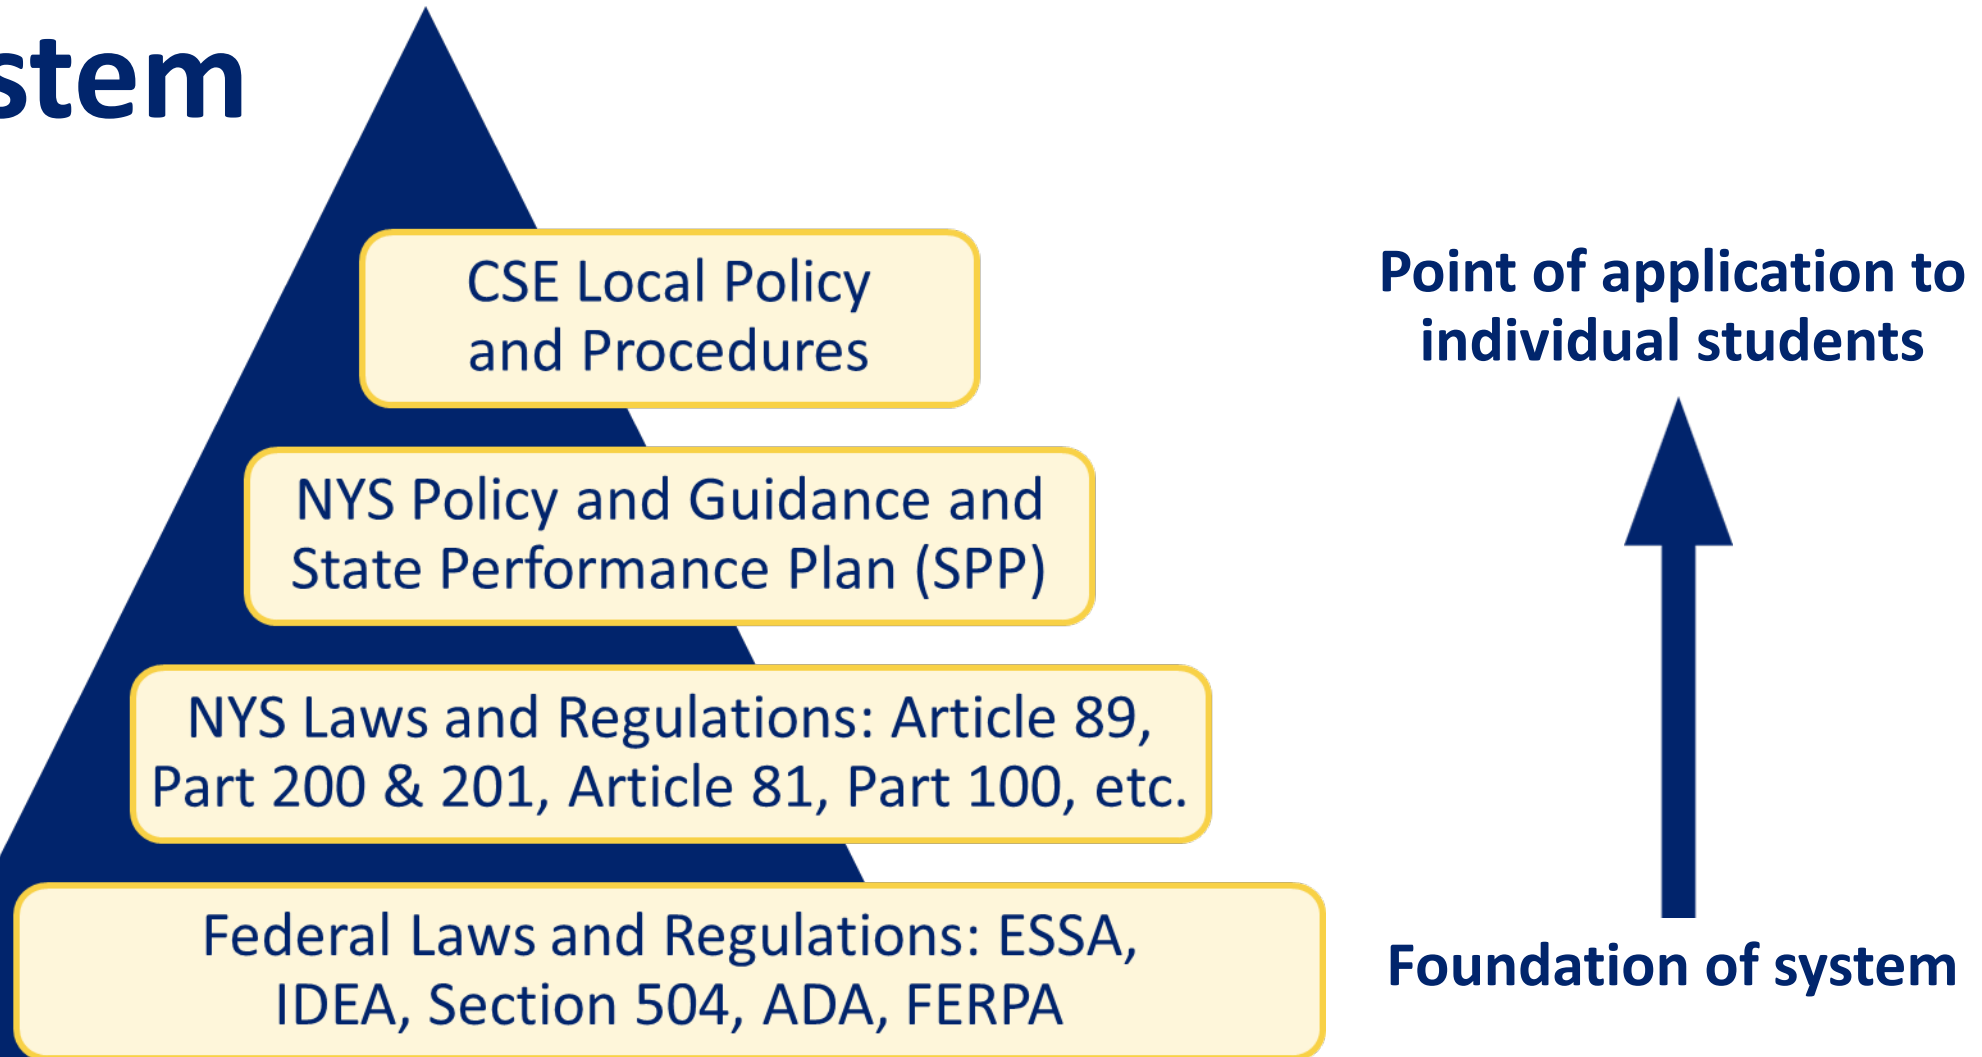 stem
CSE Local Policy
and Procedures
NYS Policy and Guidance and
State Performance Plan (SPP)
NYS Laws and Regulations: Article 89,
Part 200 & 201, Article 81, Part 100, etc.
Federal Laws and Regulations: ESSA,
IDEA, Section 504, ADA, FERPA
Point of application to
individual students
Foundation of system